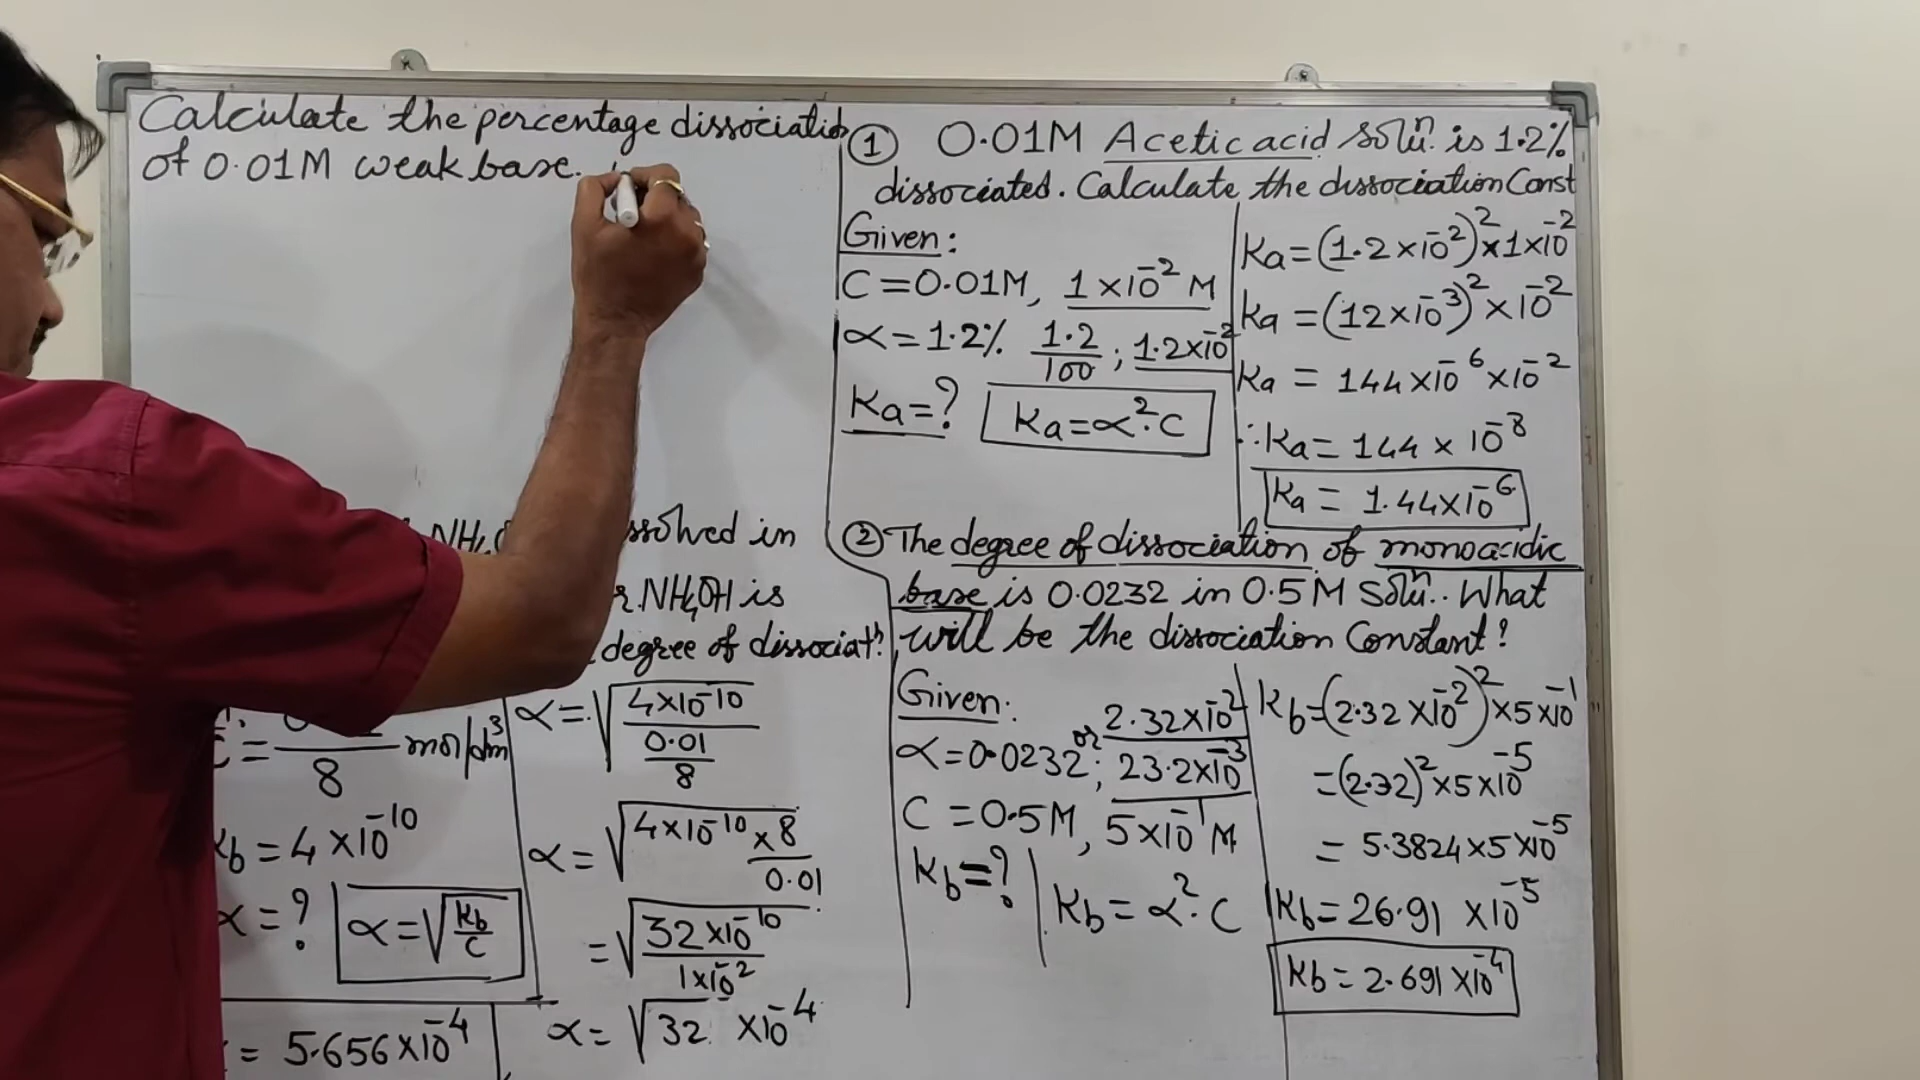 Calculate the percentage dissociation
of 0.01M weak base.
NH₄O ssolved in
r.NH₄OH is
degree of dissociatⁿ.
C = —— mol/dm³
8
Kb = 4 × 10⁻¹⁰
α = ?
α = √(Kb/C)
= 5.656×10⁻⁴
α = √(4×10⁻¹⁰ / (0.01/8))
α = √(4×10⁻¹⁰ × 8/0.01)
= √(32×10⁻¹⁰ / 1×10⁻²)
α = √32 ×10⁻⁴
① 0.01M Acetic acid Solⁿ. is 1.2%
dissociated. Calculate the dissociation Const
Given:
C = 0.01M, 1×10⁻² M
α = 1.2% 1.2/100 ; 1.2×10⁻²
Ka = ?
Ka = α².C
Ka = (1.2×10⁻²)² × 1×10⁻²
Ka = (12×10⁻³)² × 10⁻²
Ka = 144×10⁻⁶ × 10⁻²
∴ Ka = 144 × 10⁻⁸
Ka = 1.44×10⁻⁶
② The degree of dissociation of monoacidic
base is 0.0232 in 0.5 M Solⁿ.. What
will be the dissociation Constant?
Given:
α = 0.0232; 2.32×10⁻² or 23.2×10⁻³
C = 0.5M, 5×10⁻¹ M
Kb = ?
Kb = α².C
Kb = (2.32×10⁻²)² × 5×10⁻¹
= (2.32)² × 5×10⁻⁵
= 5.3824×5×10⁻⁵
Kb = 26.91 ×10⁻⁵
Kb = 2.691 ×10⁻⁴